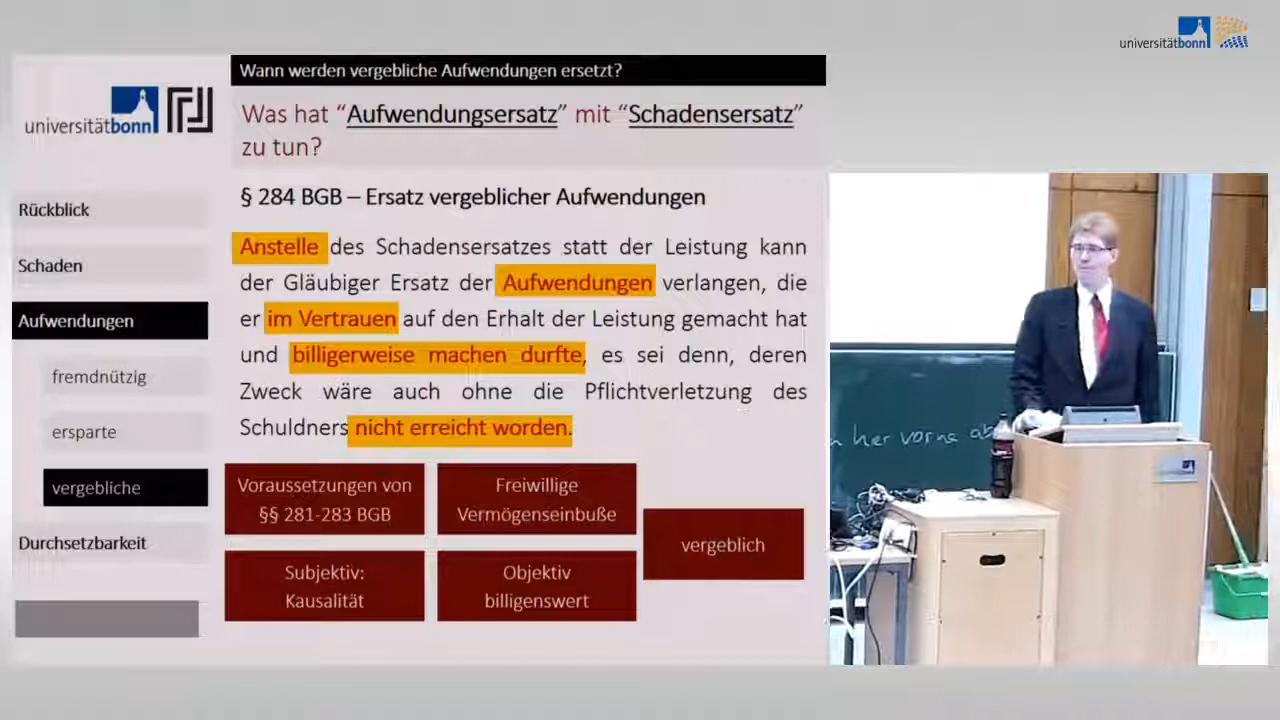 universitätbonn
Wann werden vergebliche Aufwendungen ersetzt?
universitätbonn
Was hat “Aufwendungsersatz” mit “Schadensersatz”
zu tun?
§ 284 BGB – Ersatz vergeblicher Aufwendungen
Rückblick
Schaden
Aufwendungen
fremdnützig
ersparte
vergebliche
Durchsetzbarkeit
Anstelle des Schadensersatzes statt der Leistung kann
der Gläubiger Ersatz der Aufwendungen verlangen, die
er im Vertrauen auf den Erhalt der Leistung gemacht hat
und billigerweise machen durfte, es sei denn, deren
Zweck wäre auch ohne die Pflichtverletzung des
Schuldners nicht erreicht worden.
Voraussetzungen von
§§ 281-283 BGB
Freiwillige
Vermögenseinbuße
Subjektiv:
Kausalität
Objektiv
billigenswert
vergeblich
her vorne